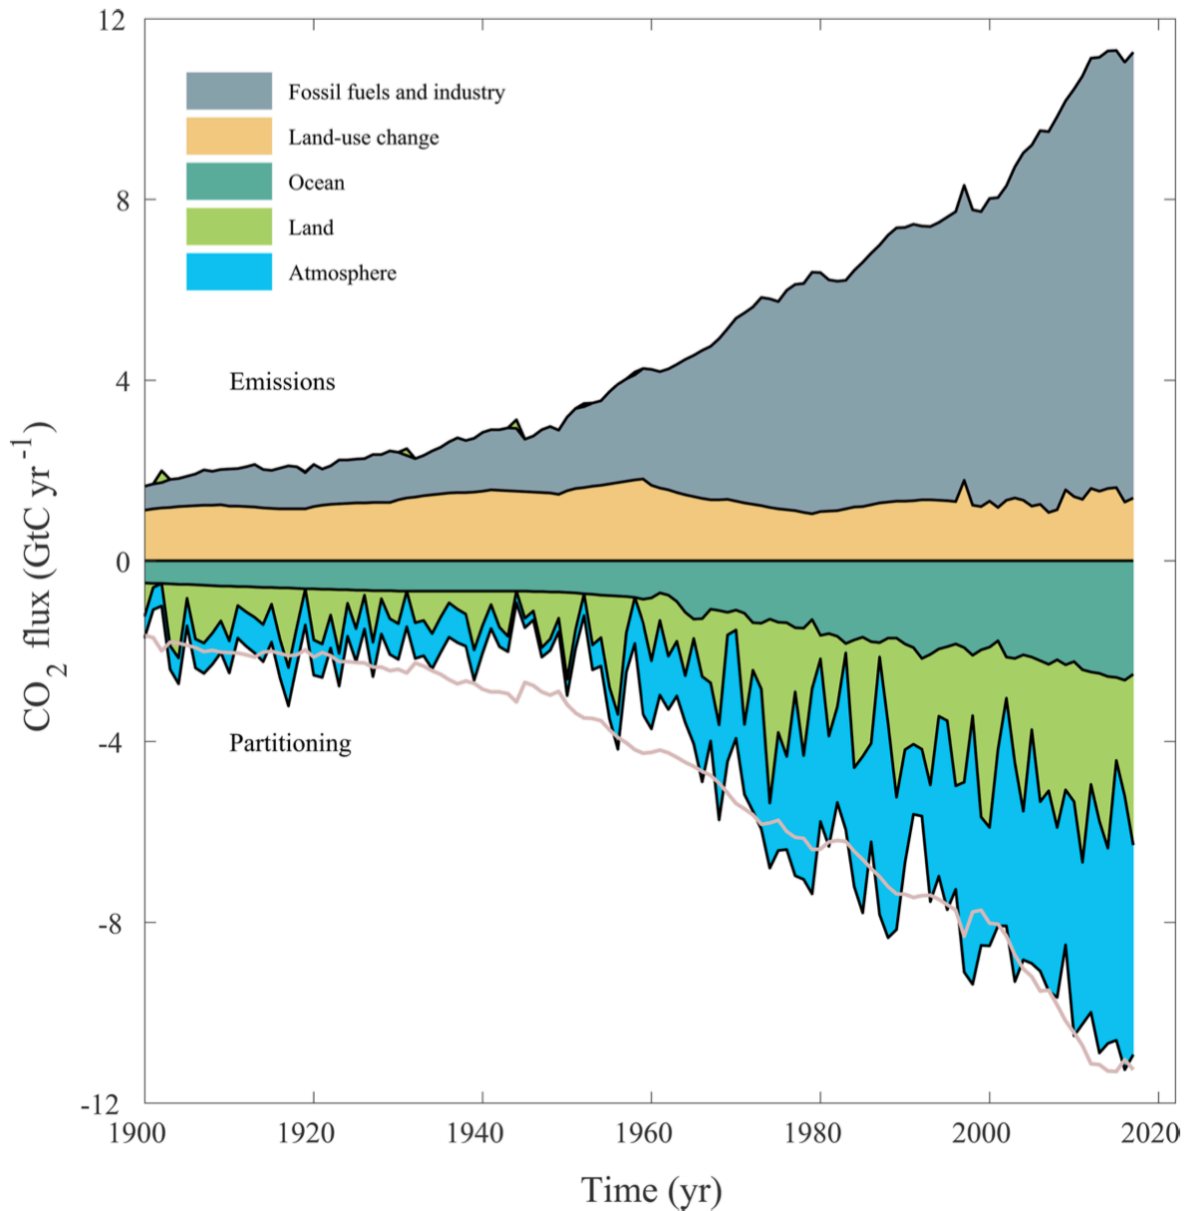 12
Fossil fuels and industry
Land-use change
8
Ocean
Land
Atmosphere
Emissions
4
CO2 flux (GtC yr-1)
0
Partitioning
-4
-8
-12
1900 1920 1940 1960 1980 2000 2020
Time (yr)